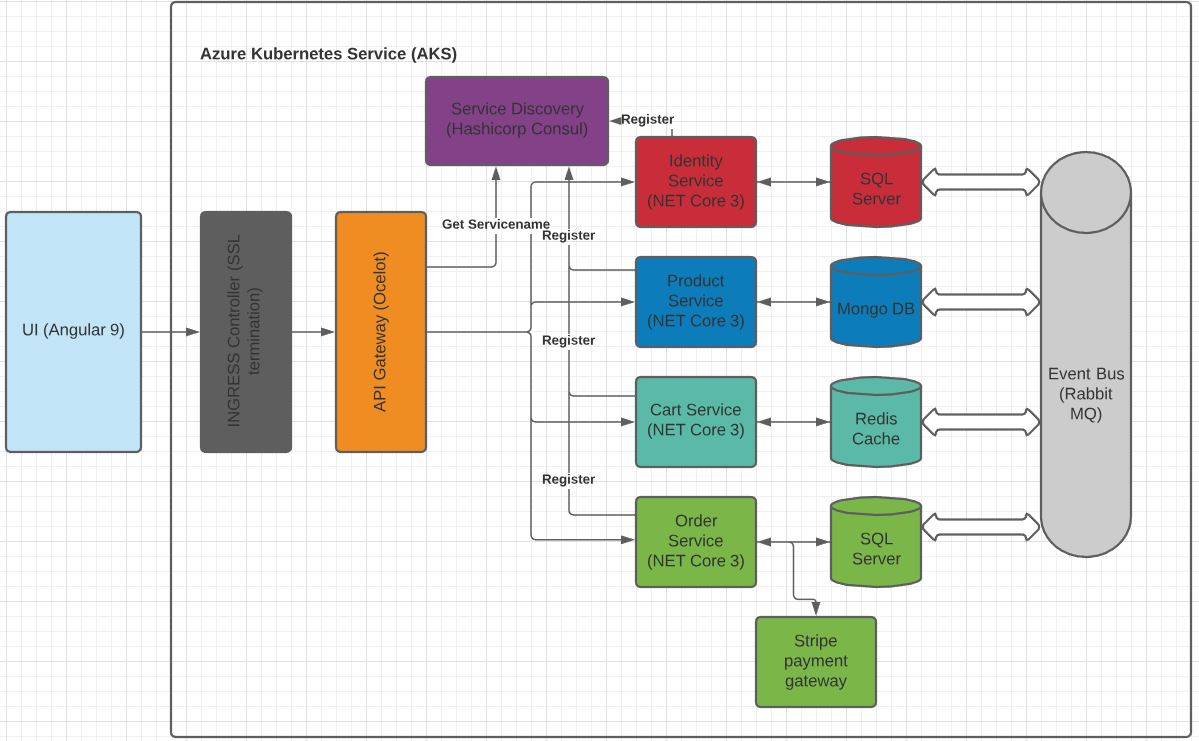 Azure Kubernetes Service (AKS)
Service Discovery
(Hashicorp Consul)
Register
Identity
Service
(NET Core 3)
SQL
Server
Get Servicename
Register
UI (Angular 9)
INGRESS Controller (SSL
termination)
API Gateway (Ocelot)
Product
Service
(NET Core 3)
Mongo DB
Register
Event Bus
(Rabbit
MQ)
Cart Service
(NET Core 3)
Redis
Cache
Register
Order
Service
(NET Core 3)
SQL
Server
Stripe
payment
gateway